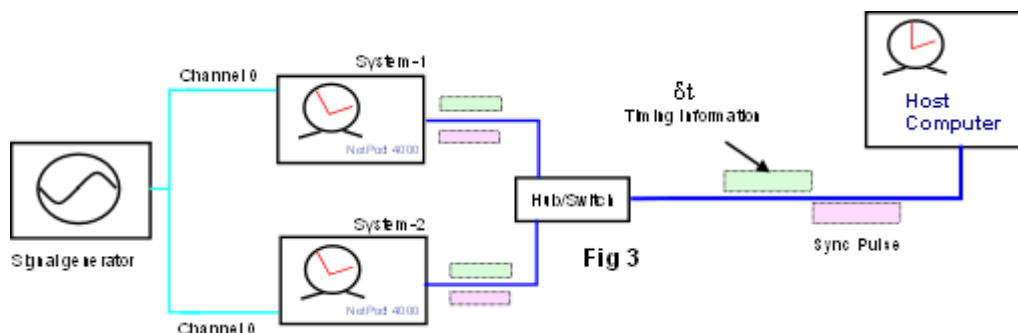 System-1
Channel 0
NetPod 4000
δt
Timing Information
Host
Computer
Hub/Switch
System-2
Fig 3
Sync Pulse
Signal generator
NetPod 4000
Channel 0